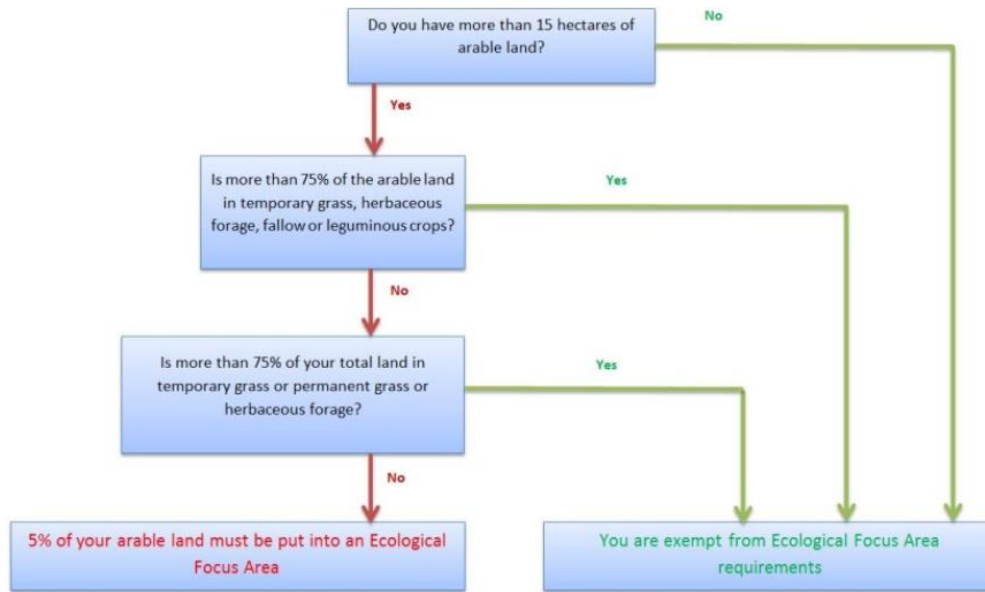 Do you have more than 15 hectares of
arable land?
No
Yes
Is more than 75% of the arable land
in temporary grass, herbaceous
forage, fallow or leguminous crops?
Yes
No
Is more than 75% of your total land in
temporary grass or permanent grass or
herbaceous forage?
Yes
No
5% of your arable land must be put into an Ecological
Focus Area
You are exempt from Ecological Focus Area
requirements